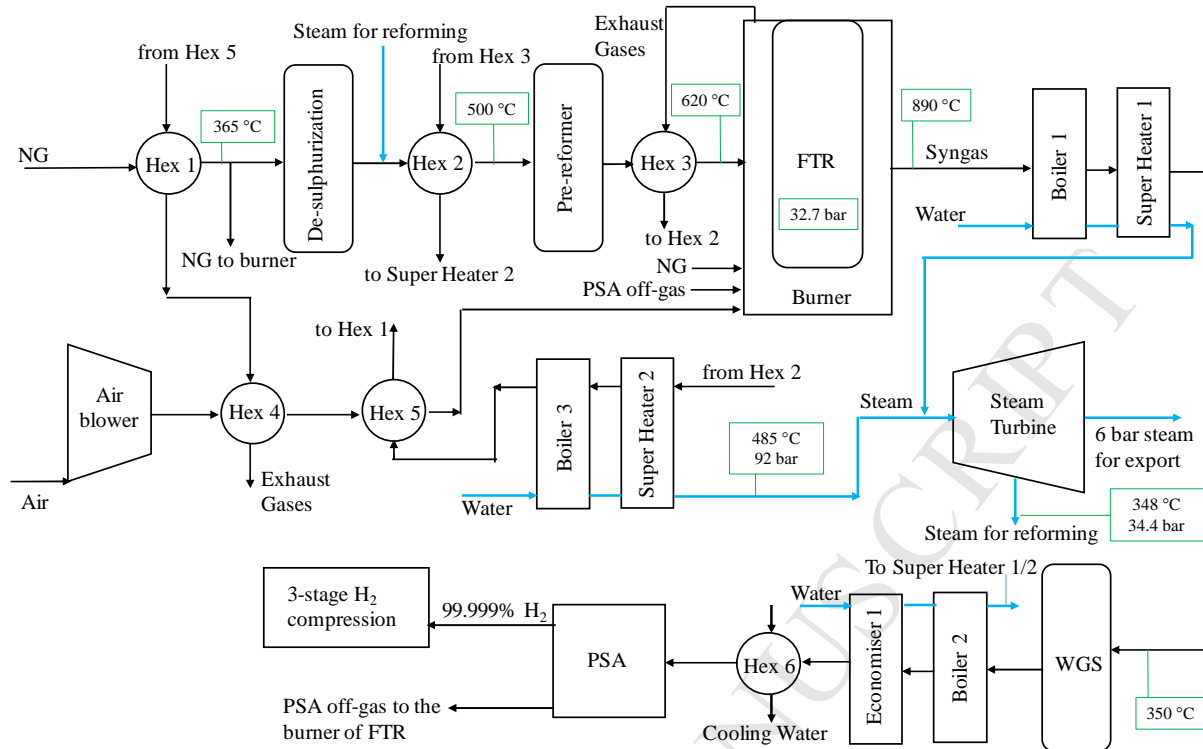 Steam for reforming
from Hex 5
from Hex 3
Exhaust
Gases
365 °C
500 °C
620 °C
890 °C
NG
Hex 1
De-sulphurization
Hex 2
Pre-reformer
Hex 3
FTR
32.7 bar
Syngas
Boiler 1
Super Heater 1
Water
NG to burner
to Super Heater 2
to Hex 2
NG
PSA off-gas
Burner
to Hex 1
from Hex 2
Air
blower
Hex 4
Hex 5
Boiler 3
Super Heater 2
485 °C
92 bar
Steam
Steam
Turbine
6 bar steam
for export
Air
Exhaust
Gases
Water
348 °C
34.4 bar
Steam for reforming
To Super Heater 1/2
3-stage H2
compression
99.999% H2
PSA
Water
Hex 6
Economiser 1
Boiler 2
WGS
350 °C
PSA off-gas to the
burner of FTR
Cooling Water
NUSCRIPT